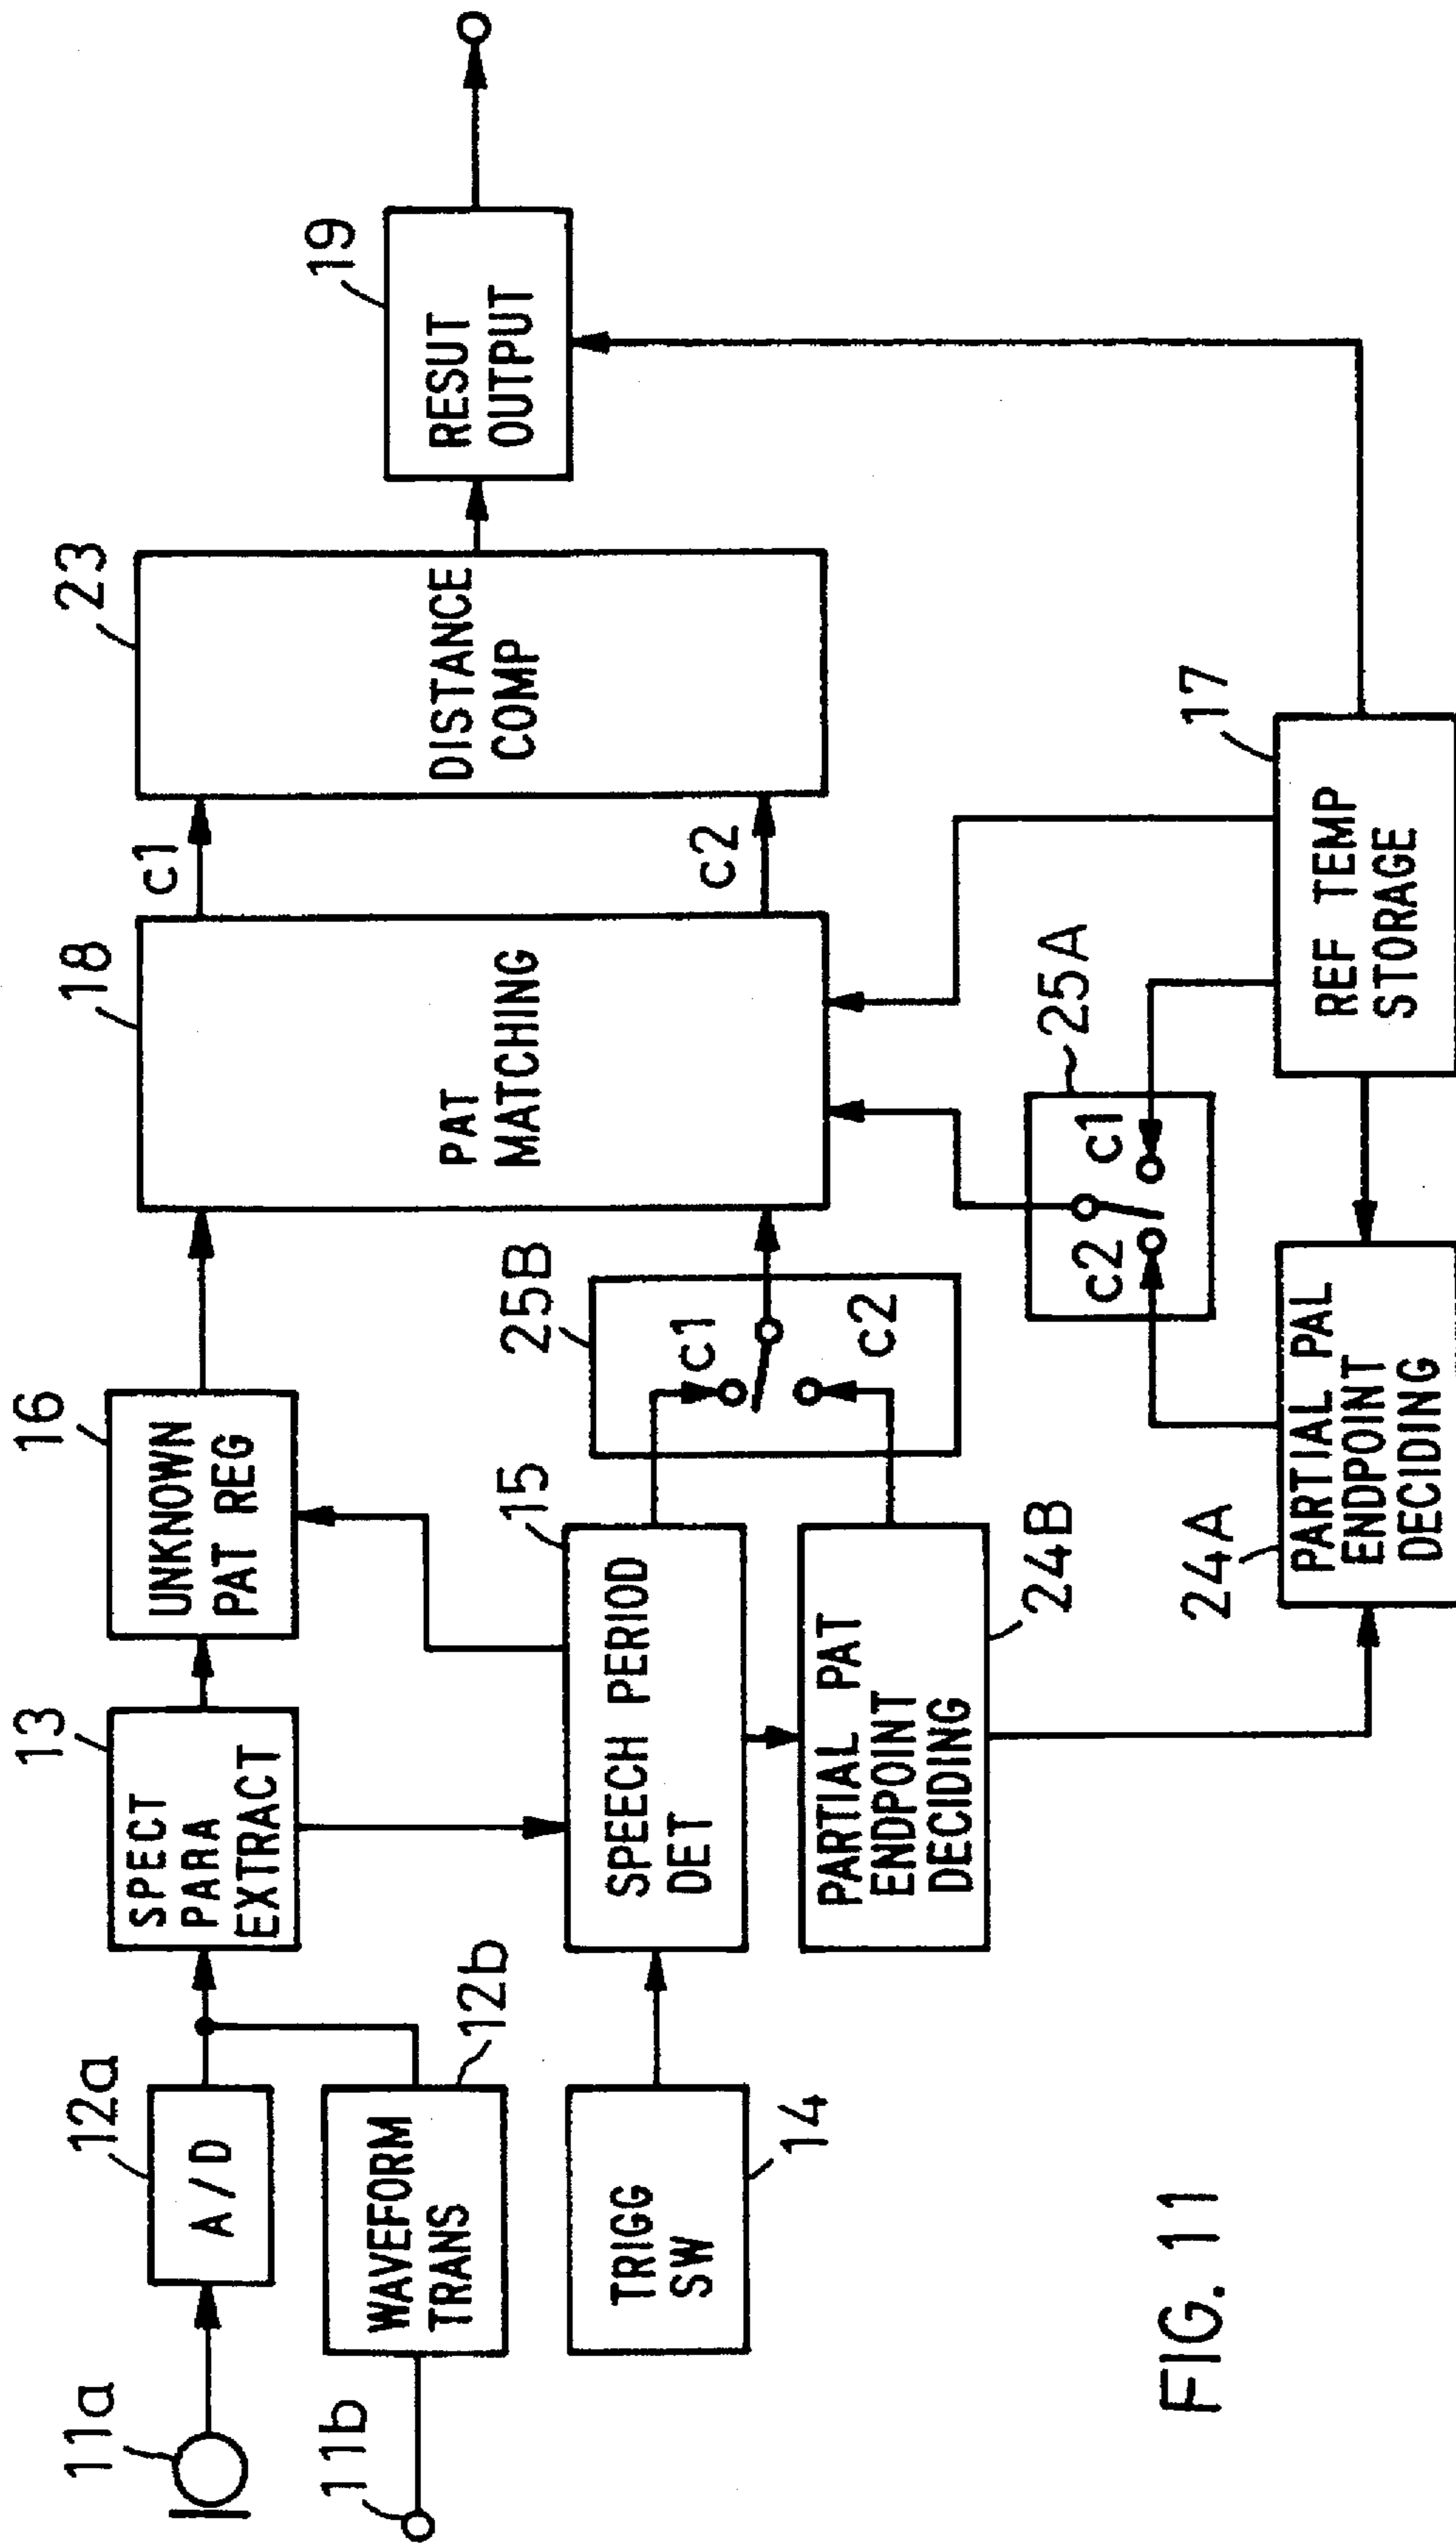 11a
12a
A/D
13
SPECT
PARA
EXTRACT
16
UNKNOWN
PAT REG
18
PAT
MATCHING
c1
c2
23
DISTANCE
COMP
19
RESUT
OUTPUT
11b
WAVEFORM
TRANS
12b
TRIGG
SW
14
15
SPEECH PERIOD
DET
25B
c1
c2
PARTIAL PAT
ENDPOINT
DECIDING
24B
25A
c2
c1
17
REF TEMP
STORAGE
24A
PARTIAL PAL
ENDPOINT
DECIDING
FIG. 11